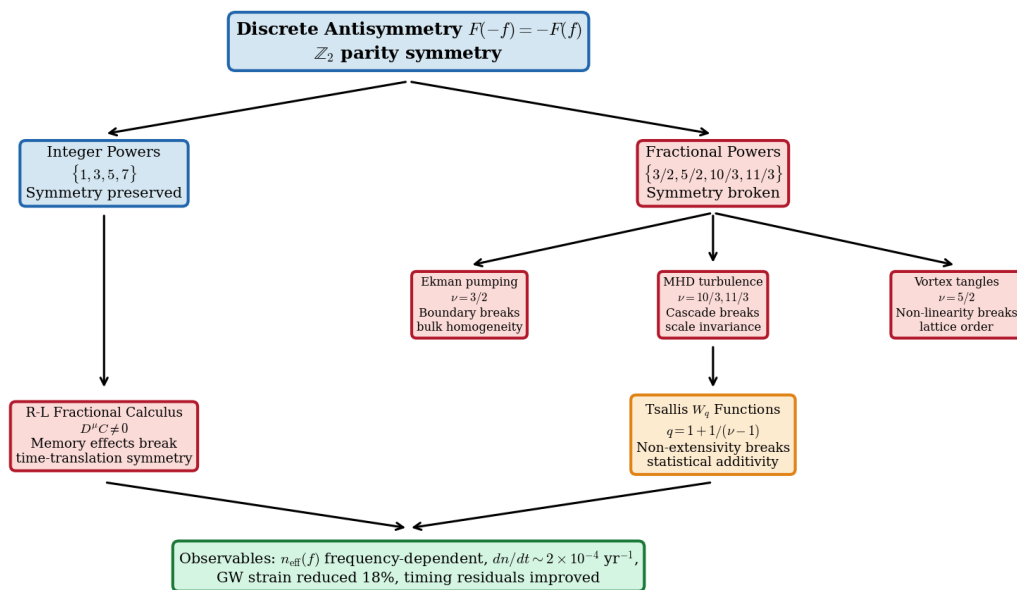 Discrete Antisymmetry F(−f) = −F(f)
ℤ₂ parity symmetry
Integer Powers
{1, 3, 5, 7}
Symmetry preserved
Fractional Powers
{3/2, 5/2, 10/3, 11/3}
Symmetry broken
Ekman pumping
ν = 3/2
Boundary breaks
bulk homogeneity
MHD turbulence
ν = 10/3, 11/3
Cascade breaks
scale invariance
Vortex tangles
ν = 5/2
Non-linearity breaks
lattice order
R-L Fractional Calculus
D^μ C ≠ 0
Memory effects break
time-translation symmetry
Tsallis W_q Functions
q = 1 + 1/(ν − 1)
Non-extensivity breaks
statistical additivity
Observables: n_eff(f) frequency-dependent, dn/dt ∼ 2 × 10⁻⁴ yr⁻¹,
GW strain reduced 18%, timing residuals improved